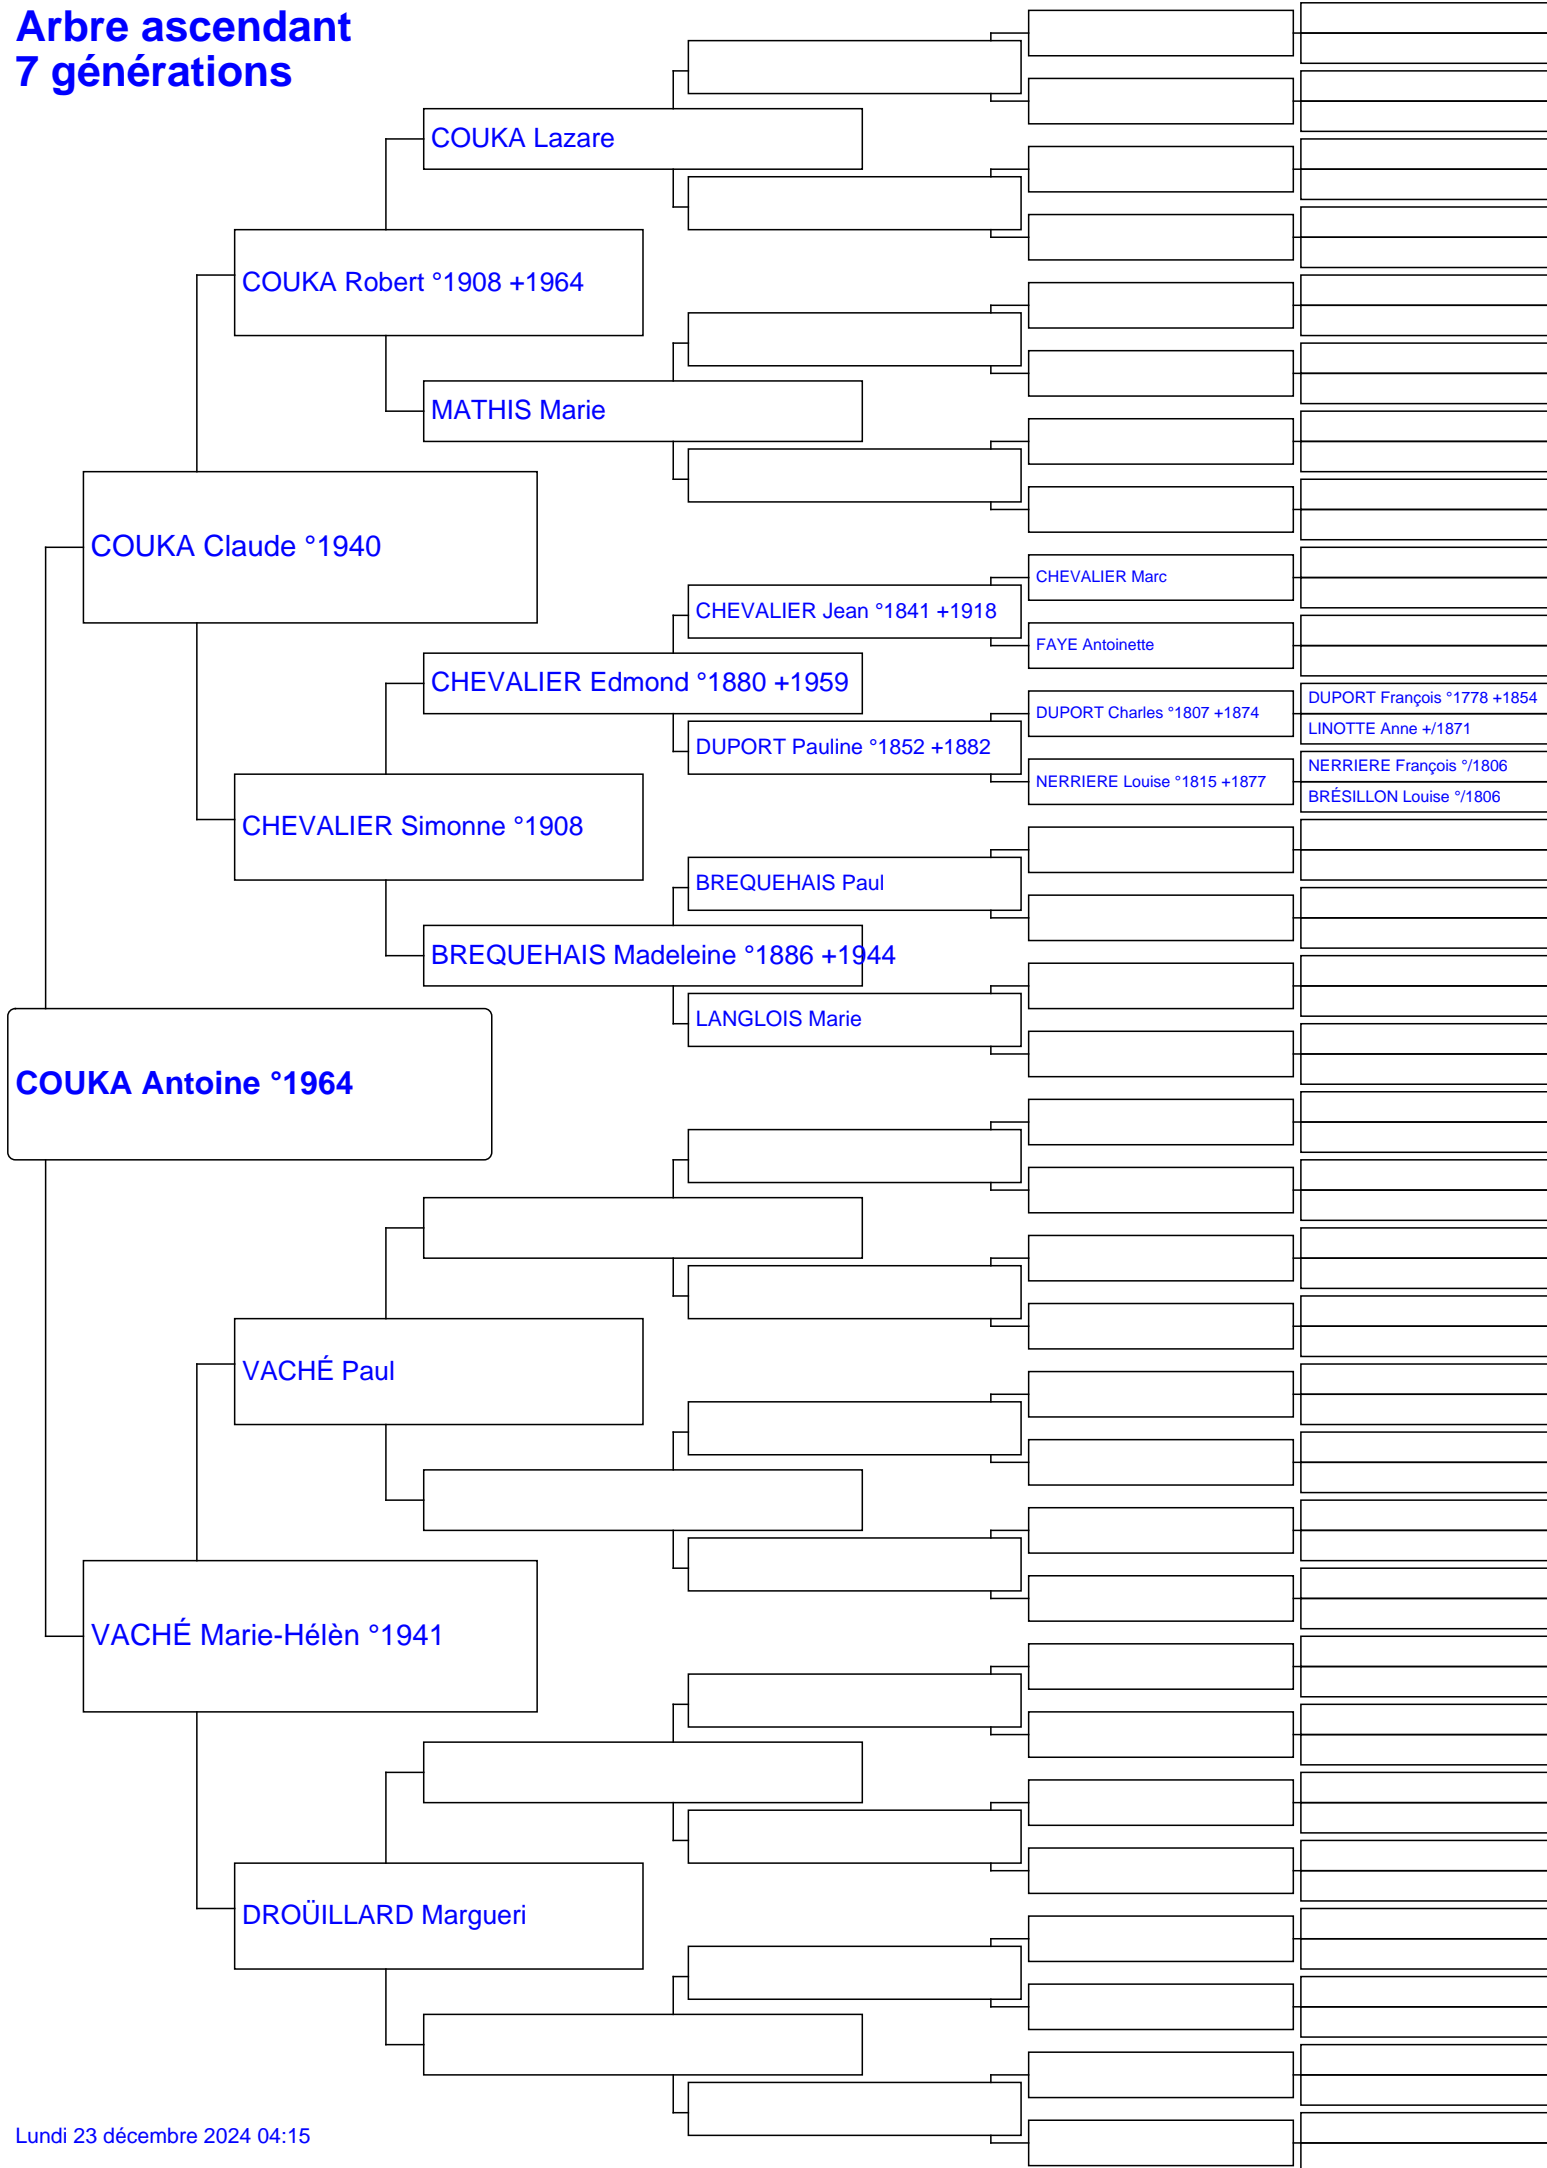 Arbre ascendant
7 générations
COUKA Lazare
COUKA Robert °1908 +1964
MATHIS Marie
COUKA Claude °1940
CHEVALIER Marc
CHEVALIER Jean °1841 +1918
FAYE Antoinette
CHEVALIER Edmond °1880 +1959
DUPORT François °1778 +1854
DUPORT Charles °1807 +1874
LINOTTE Anne +/1871
DUPORT Pauline °1852 +1882
NERRIERE François °/1806
NERRIERE Louise °1815 +1877
BRÉSILLON Louise °/1806
CHEVALIER Simonne °1908
BREQUEHAIS Paul
BREQUEHAIS Madeleine °1886 +1944
LANGLOIS Marie
COUKA Antoine °1964
VACHÉ Paul
VACHÉ Marie-Hélèn °1941
DROÜILLARD Margueri
Lundi 23 décembre 2024 04:15